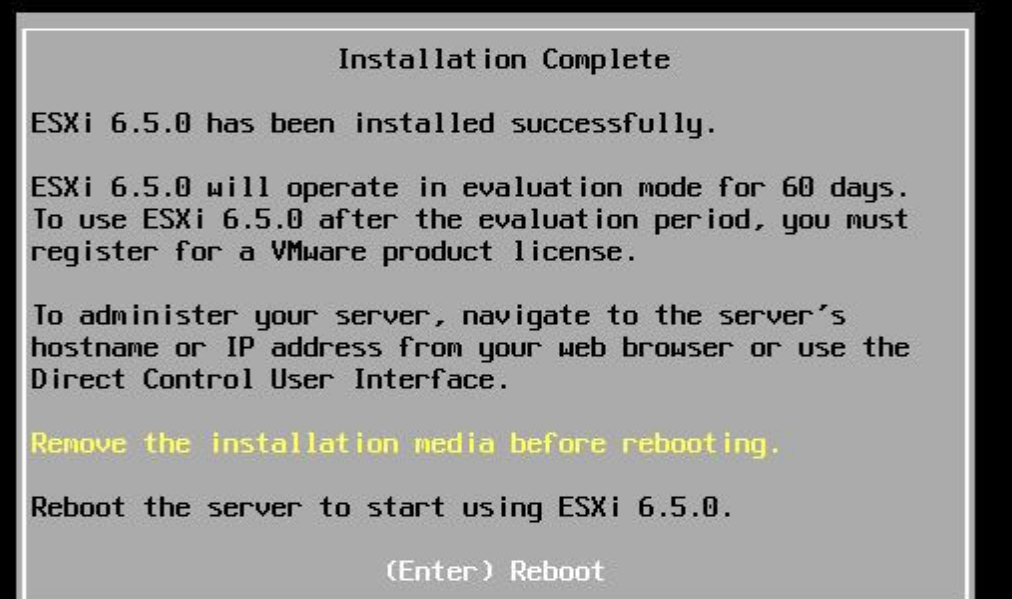 Installation Complete
ESXi 6.5.0 has been installed successfully.
ESXi 6.5.0 will operate in evaluation mode for 60 days.
To use ESXi 6.5.0 after the evaluation period, you must
register for a VMware product license.
To administer your server, navigate to the server's
hostname or IP address from your web browser or use the
Direct Control User Interface.
Remove the installation media before rebooting.
Reboot the server to start using ESXi 6.5.0.
(Enter) Reboot